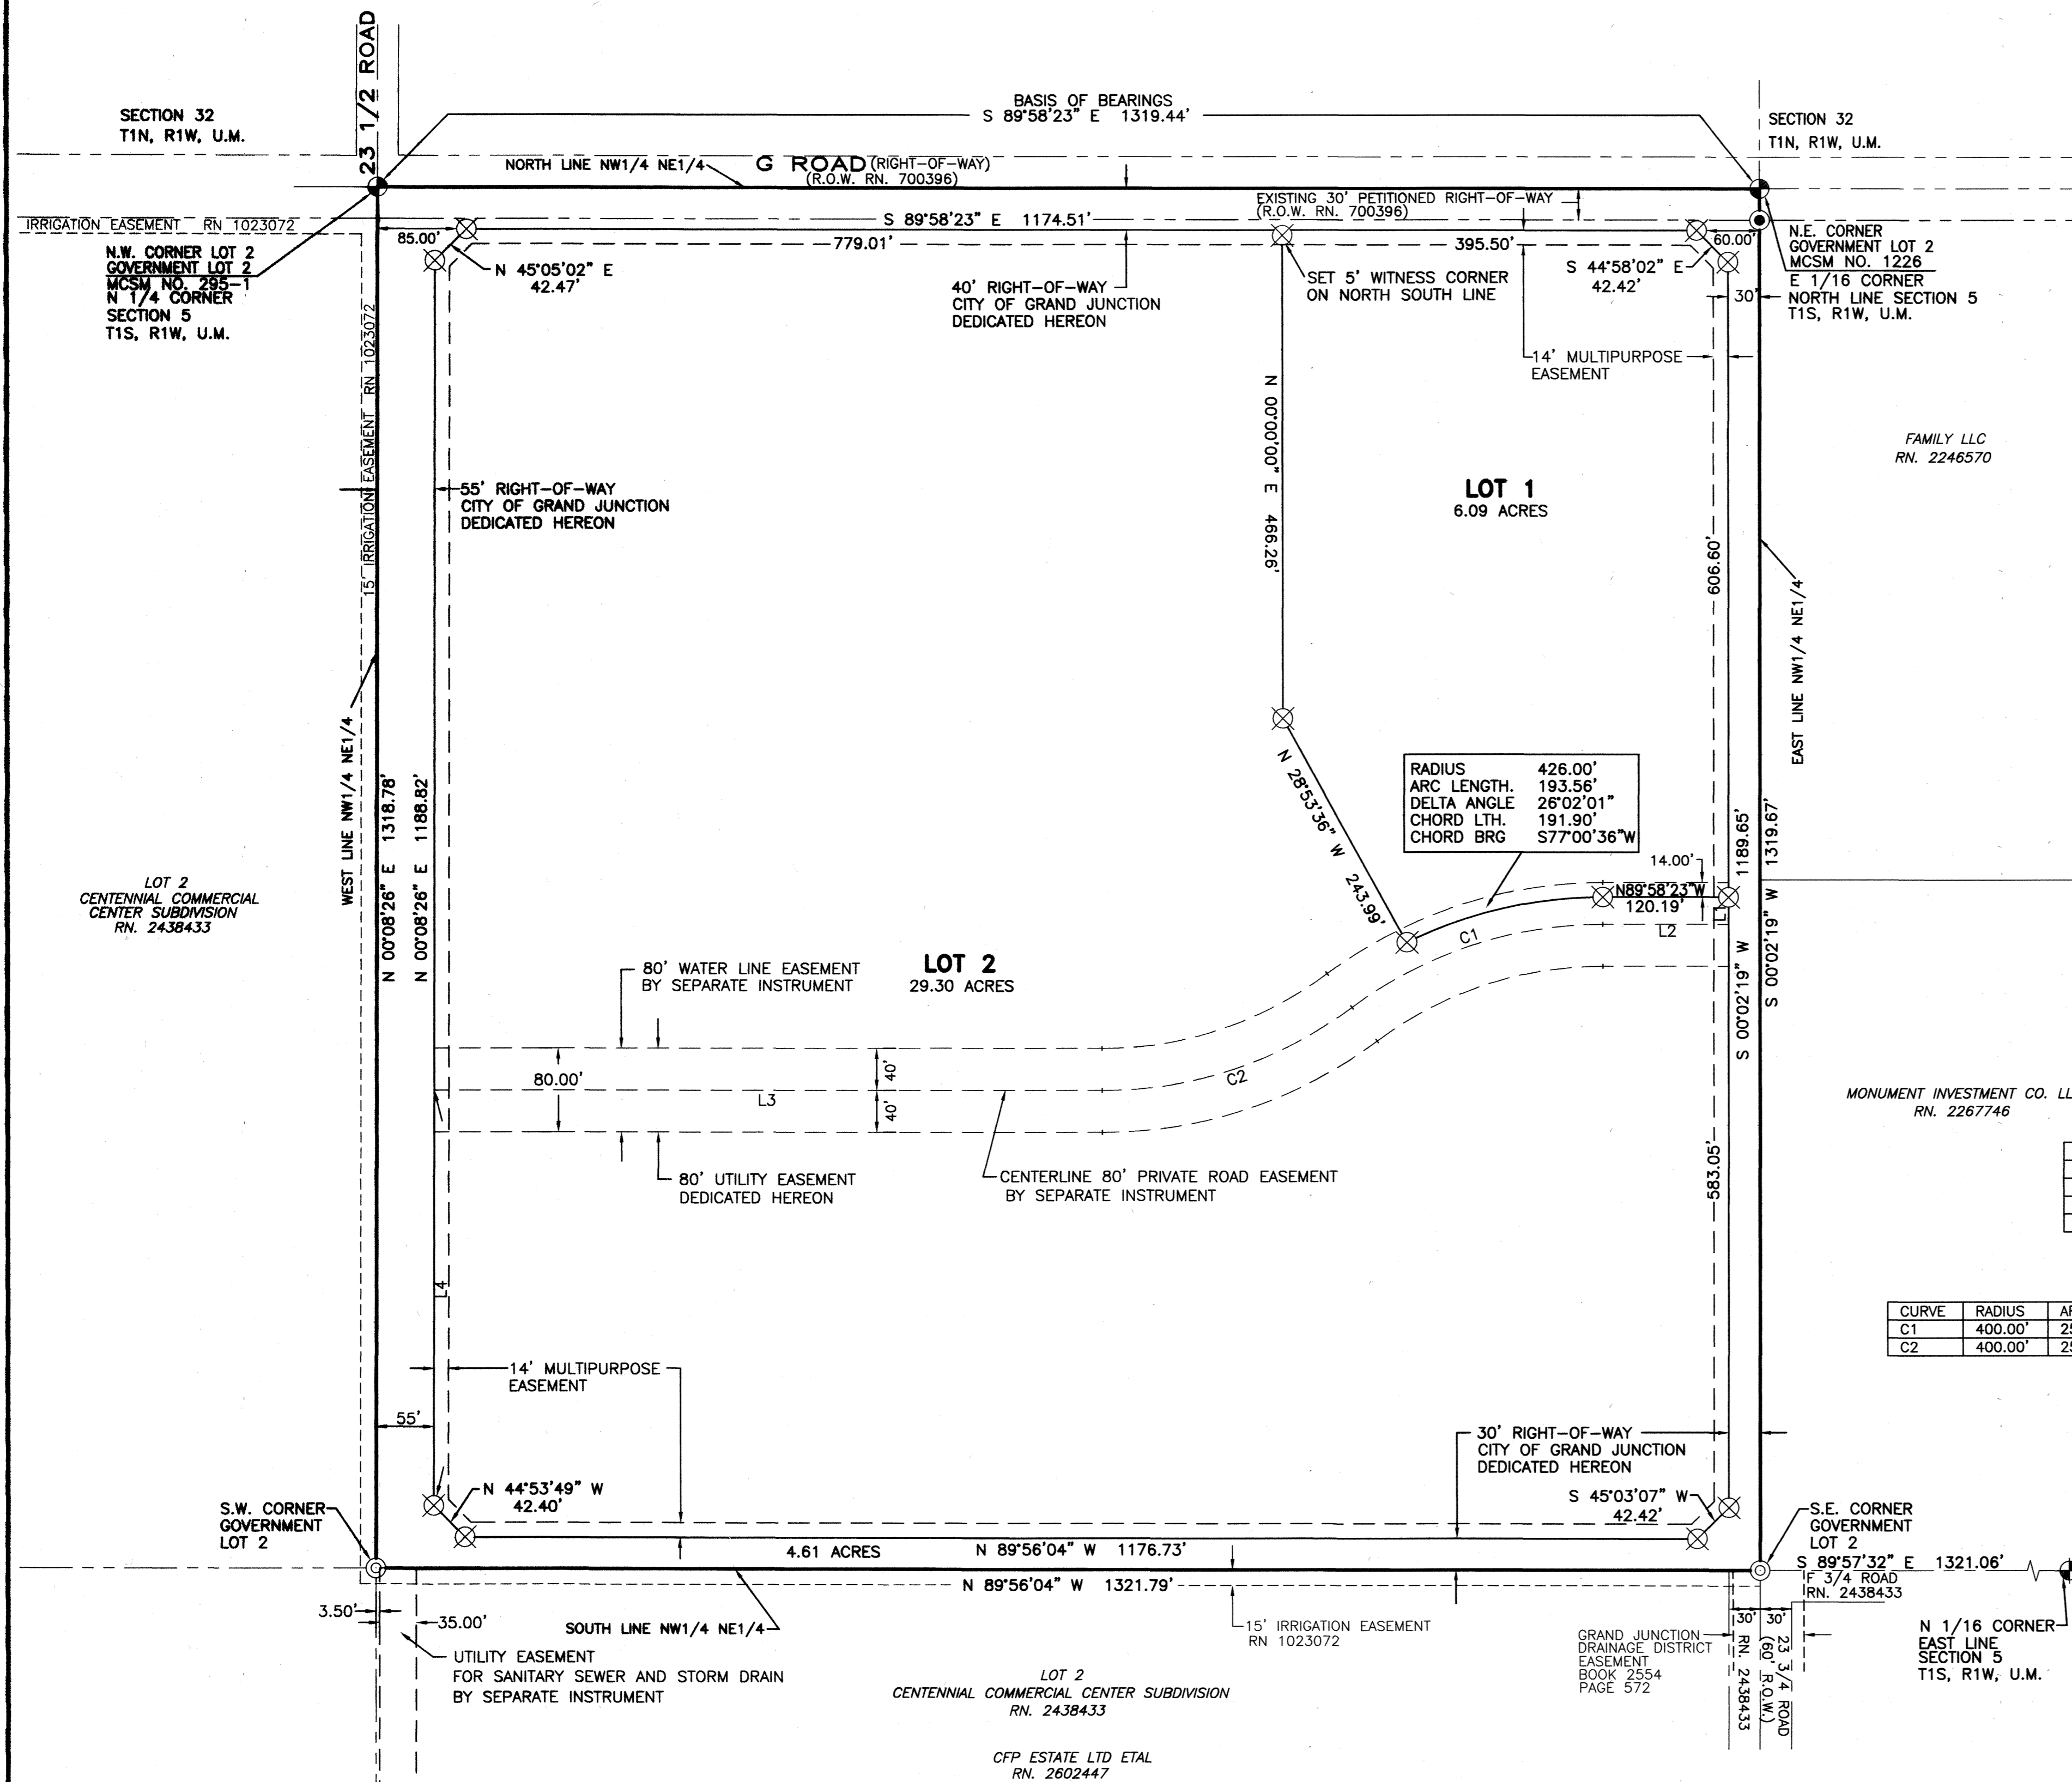 23 1/2 ROAD
SECTION 32
T1N, R1W, U.M.
BASIS OF BEARINGS
S 89°58'23" E 1319.44'
SECTION 32
T1N, R1W, U.M.
NORTH LINE NW1/4 NE1/4
G ROAD (RIGHT-OF-WAY)
(R.O.W. RN. 700396)
EXISTING 30' PETITIONED RIGHT-OF-WAY
(R.O.W. RN. 700396)
IRRIGATION EASEMENT RN 1023072
S 89°58'23" E 1174.51'
85.00'
779.01'
395.50'
60.00'
N.W. CORNER LOT 2
GOVERNMENT LOT 2
MCSM NO. 295-1
N 1/4 CORNER
SECTION 5
T1S, R1W, U.M.
N 45°05'02" E
42.47'
40' RIGHT-OF-WAY
CITY OF GRAND JUNCTION
DEDICATED HEREON
SET 5' WITNESS CORNER
ON NORTH SOUTH LINE
S 44°58'02" E
42.42'
30'
N.E. CORNER
GOVERNMENT LOT 2
MCSM NO. 1226
E 1/16 CORNER
NORTH LINE SECTION 5
T1S, R1W, U.M.
14' MULTIPURPOSE
EASEMENT
15' IRRIGATION EASEMENT RN 1023072
N 00°00'00" E 466.26'
FAMILY LLC
RN. 2246570
55' RIGHT-OF-WAY
CITY OF GRAND JUNCTION
DEDICATED HEREON
LOT 1
6.09 ACRES
606.60'
EAST LINE NW1/4 NE1/4
WEST LINE NW1/4 NE1/4
N 00°08'26" E 1318.78'
N 00°08'26" E 1188.82'
N 28°53'36" W 243.99'
RADIUS 426.00'
ARC LENGTH. 193.56'
DELTA ANGLE 26°02'01"
CHORD LTH. 191.90'
CHORD BRG S77°00'36"W
14.00'
N89°58'23"W
120.19'
L1
L2
C1
S 00°02'19" W 1189.65'
S 00°02'19" W 1319.67'
LOT 2
CENTENNIAL COMMERCIAL
CENTER SUBDIVISION
RN. 2438433
80' WATER LINE EASEMENT
BY SEPARATE INSTRUMENT
LOT 2
29.30 ACRES
80.00'
40'
40'
L3
C2
MONUMENT INVESTMENT CO. LL
RN. 2267746
80' UTILITY EASEMENT
DEDICATED HEREON
CENTERLINE 80' PRIVATE ROAD EASEMENT
BY SEPARATE INSTRUMENT
583.05'
L4
CURVE RADIUS
C1 400.00'
C2 400.00'
14' MULTIPURPOSE
EASEMENT
55'
30' RIGHT-OF-WAY
CITY OF GRAND JUNCTION
DEDICATED HEREON
N 44°53'49" W
42.40'
S 45°03'07" W
42.42'
S.W. CORNER
GOVERNMENT
LOT 2
S.E. CORNER
GOVERNMENT
LOT 2
4.61 ACRES
N 89°56'04" W 1176.73'
S 89°57'32" E 1321.06'
F 3/4 ROAD
RN. 2438433
N 89°56'04" W 1321.79'
3.50'
35.00'
SOUTH LINE NW1/4 NE1/4
15' IRRIGATION EASEMENT
RN 1023072
30'
30'
RN. 2438433
23 3/4 ROAD
(60' R.O.W.)
GRAND JUNCTION
DRAINAGE DISTRICT
EASEMENT
BOOK 2554
PAGE 572
N 1/16 CORNER
EAST LINE
SECTION 5
T1S, R1W, U.M.
UTILITY EASEMENT
FOR SANITARY SEWER AND STORM DRAIN
BY SEPARATE INSTRUMENT
LOT 2
CENTENNIAL COMMERCIAL CENTER SUBDIVISION
RN. 2438433
CFP ESTATE LTD ETAL
RN. 2602447